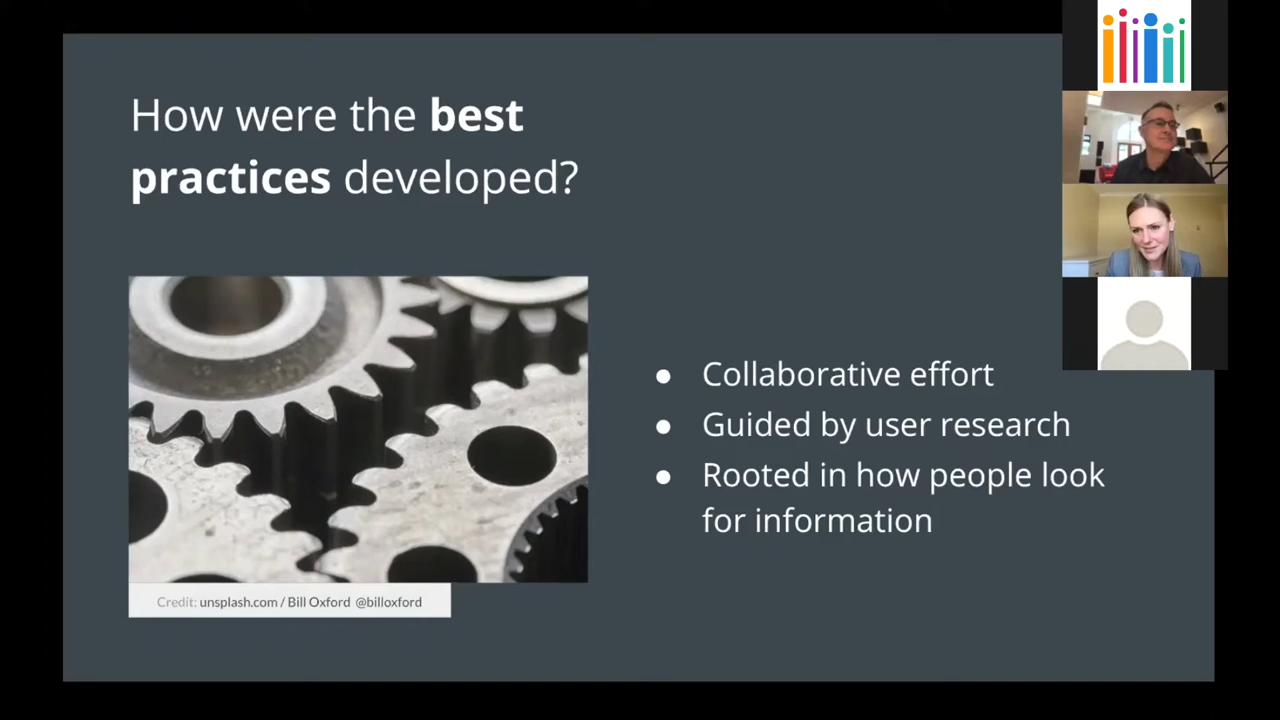 How were the best
practices developed?
● Collaborative effort
● Guided by user research
● Rooted in how people look
for information
Credit: unsplash.com / Bill Oxford @billoxford